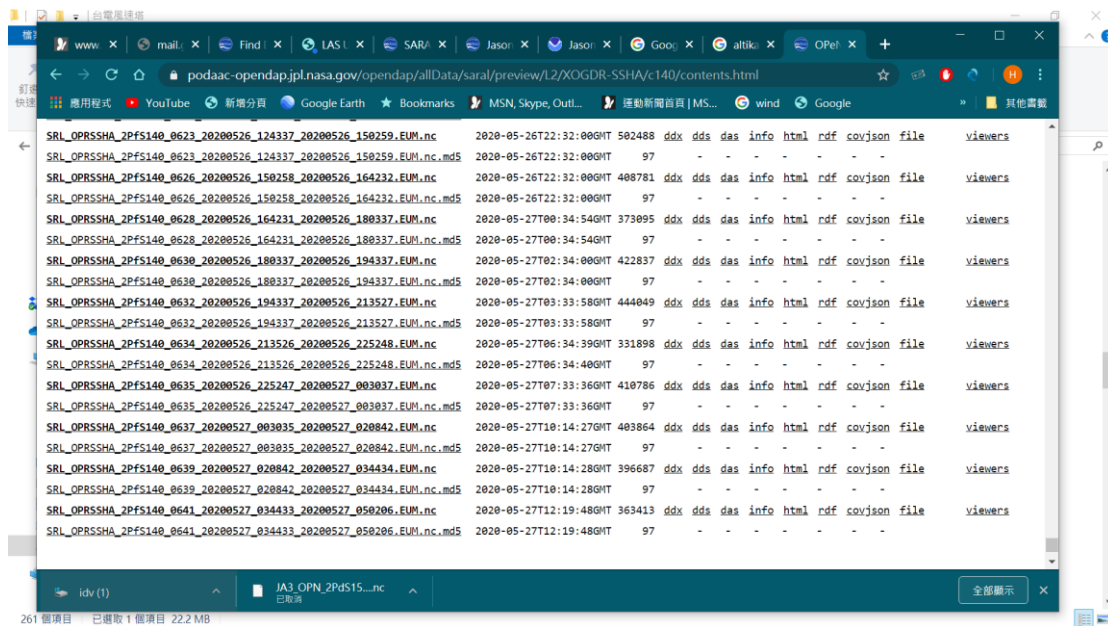 台電風速塔
www.
mail.
Find
LAS U
SARA
Jason
Jason
Goog
altika
OPeN
podaac-opendap.jpl.nasa.gov/opendap/allData/saral/preview/L2/XOGDR-SSHA/c140/contents.html
H
應用程式 YouTube 新增分頁 Google Earth Bookmarks MSN, Skype, Outl... 運動新聞首頁 | MS... wind Google » 其他書籤
SRL_OPRSSHA_2PfS140_0623_20200526_124337_20200526_150259.EUM.nc 2020-05-26T22:32:00GMT 502488 ddx dds das info html rdf covjson file viewers
SRL_OPRSSHA_2PfS140_0623_20200526_124337_20200526_150259.EUM.nc.md5 2020-05-26T22:32:00GMT 97 - - - - - - -
SRL_OPRSSHA_2PfS140_0626_20200526_150258_20200526_164232.EUM.nc 2020-05-26T22:32:00GMT 408781 ddx dds das info html rdf covjson file viewers
SRL_OPRSSHA_2PfS140_0626_20200526_150258_20200526_164232.EUM.nc.md5 2020-05-26T22:32:00GMT 97 - - - - - - -
SRL_OPRSSHA_2PfS140_0628_20200526_164231_20200526_180337.EUM.nc 2020-05-27T00:34:54GMT 373095 ddx dds das info html rdf covjson file viewers
SRL_OPRSSHA_2PfS140_0628_20200526_164231_20200526_180337.EUM.nc.md5 2020-05-27T00:34:54GMT 97 - - - - - - -
SRL_OPRSSHA_2PfS140_0630_20200526_180337_20200526_194337.EUM.nc 2020-05-27T02:34:00GMT 422837 ddx dds das info html rdf covjson file viewers
SRL_OPRSSHA_2PfS140_0630_20200526_180337_20200526_194337.EUM.nc.md5 2020-05-27T02:34:00GMT 97 - - - - - - -
SRL_OPRSSHA_2PfS140_0632_20200526_194337_20200526_213527.EUM.nc 2020-05-27T03:33:58GMT 444049 ddx dds das info html rdf covjson file viewers
SRL_OPRSSHA_2PfS140_0632_20200526_194337_20200526_213527.EUM.nc.md5 2020-05-27T03:33:58GMT 97 - - - - - - -
SRL_OPRSSHA_2PfS140_0634_20200526_213526_20200526_225248.EUM.nc 2020-05-27T06:34:39GMT 331898 ddx dds das info html rdf covjson file viewers
SRL_OPRSSHA_2PfS140_0634_20200526_213526_20200526_225248.EUM.nc.md5 2020-05-27T06:34:40GMT 97 - - - - - - -
SRL_OPRSSHA_2PfS140_0635_20200526_225247_20200527_003037.EUM.nc 2020-05-27T07:33:36GMT 410786 ddx dds das info html rdf covjson file viewers
SRL_OPRSSHA_2PfS140_0635_20200526_225247_20200527_003037.EUM.nc.md5 2020-05-27T07:33:36GMT 97 - - - - - - -
SRL_OPRSSHA_2PfS140_0637_20200527_003035_20200527_020842.EUM.nc 2020-05-27T10:14:27GMT 403864 ddx dds das info html rdf covjson file viewers
SRL_OPRSSHA_2PfS140_0637_20200527_003035_20200527_020842.EUM.nc.md5 2020-05-27T10:14:27GMT 97 - - - - - - -
SRL_OPRSSHA_2PfS140_0639_20200527_020842_20200527_034434.EUM.nc 2020-05-27T10:14:28GMT 396687 ddx dds das info html rdf covjson file viewers
SRL_OPRSSHA_2PfS140_0639_20200527_020842_20200527_034434.EUM.nc.md5 2020-05-27T10:14:28GMT 97 - - - - - - -
SRL_OPRSSHA_2PfS140_0641_20200527_034433_20200527_050206.EUM.nc 2020-05-27T12:19:48GMT 363413 ddx dds das info html rdf covjson file viewers
SRL_OPRSSHA_2PfS140_0641_20200527_034433_20200527_050206.EUM.nc.md5 2020-05-27T12:19:48GMT 97 - - - - - - -
idv (1)
JA3_OPN_2PdS15....nc
已取消
全部顯示
261 個項目 已選取 1 個項目 22.2 MB